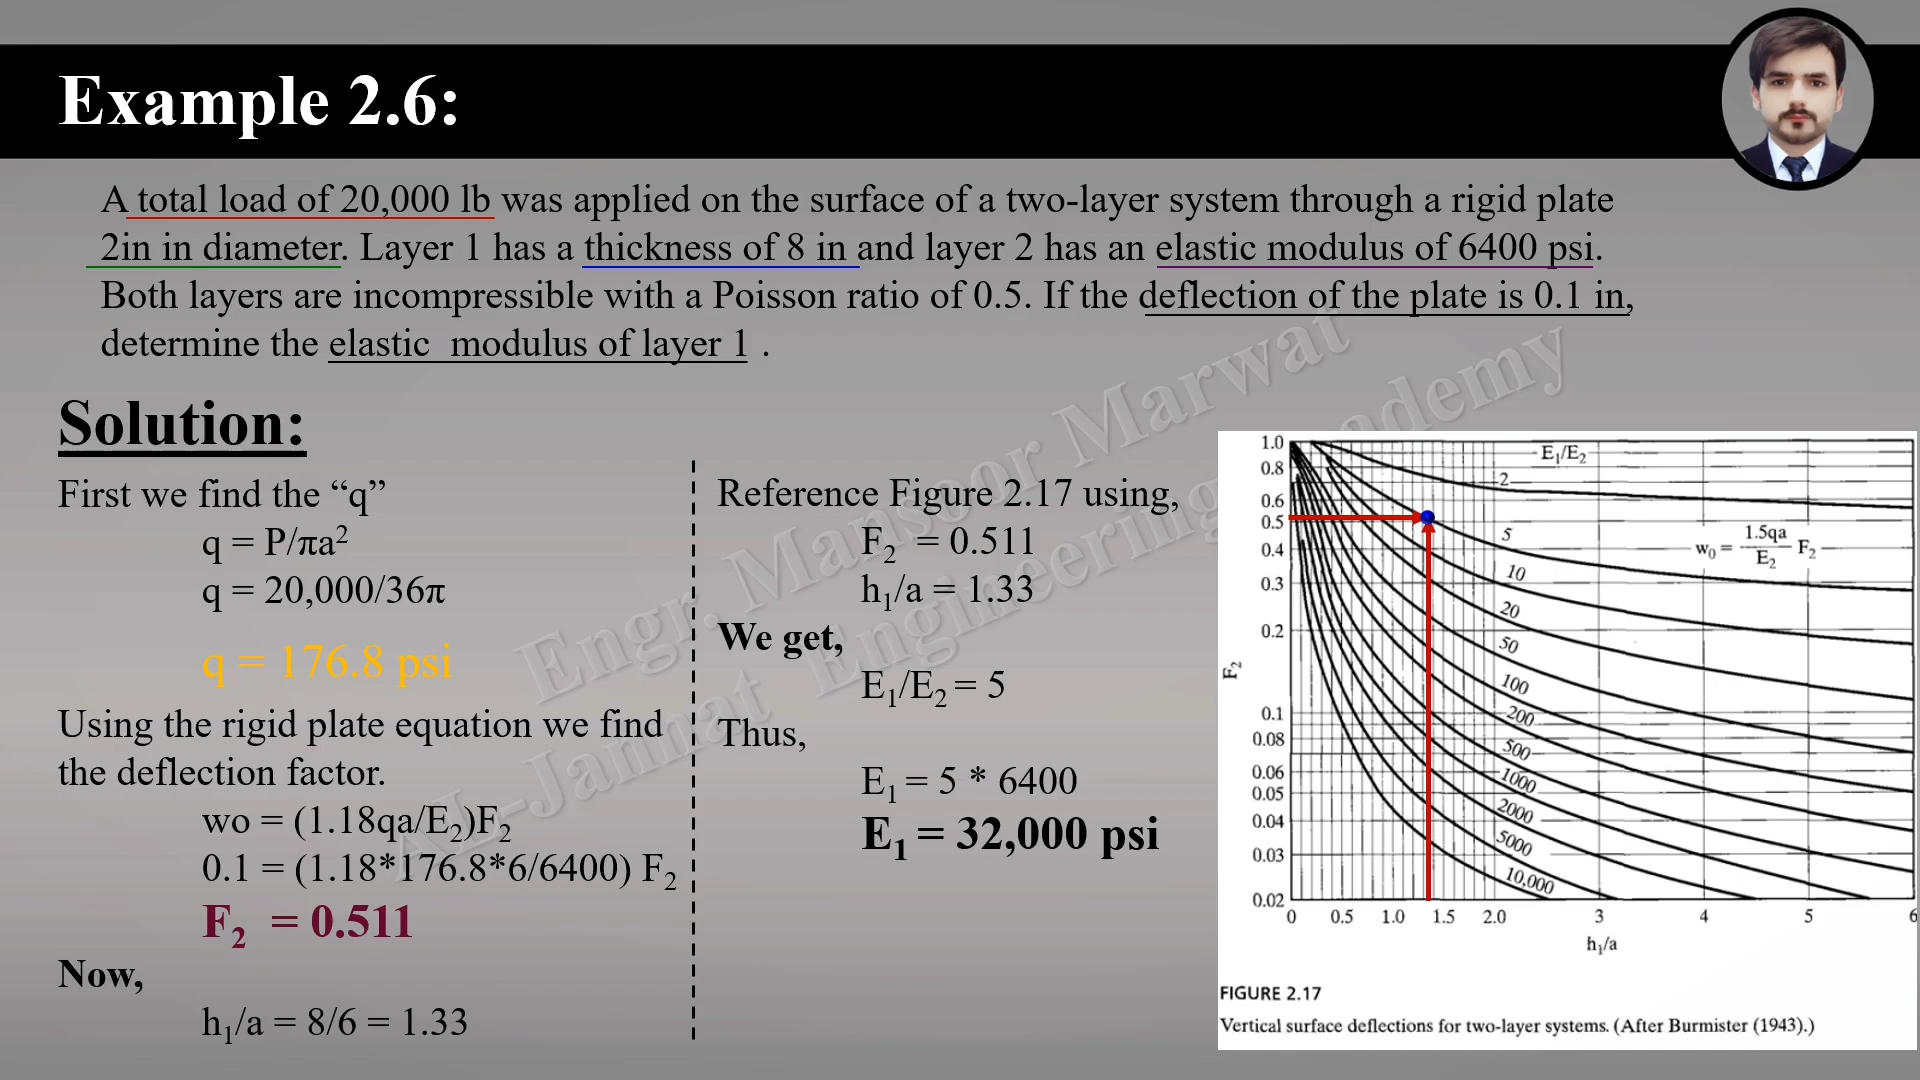 Example 2.6:
A total load of 20,000 lb was applied on the surface of a two-layer system through a rigid plate
2in in diameter. Layer 1 has a thickness of 8 in and layer 2 has an elastic modulus of 6400 psi.
Both layers are incompressible with a Poisson ratio of 0.5. If the deflection of the plate is 0.1 in,
determine the elastic modulus of layer 1 .
Solution:
First we find the “q”
q = P/πa²
q = 20,000/36π
q = 176.8 psi
Using the rigid plate equation we find
the deflection factor.
wo = (1.18qa/E₂)F₂
0.1 = (1.18*176.8*6/6400) F₂
F₂ = 0.511
Now,
h₁/a = 8/6 = 1.33
Reference Figure 2.17 using,
F₂ = 0.511
h₁/a = 1.33
We get,
E₁/E₂ = 5
Thus,
E₁ = 5 * 6400
E₁ = 32,000 psi
Engr. Mansoor Marwat
AL-Jannat Engineering Academy
1.0
0.8
0.6
0.5
0.4
0.3
0.2
0.1
0.08
0.06
0.05
0.04
0.03
0.02
F₂
E₁/E₂
2
5
10
20
50
100
200
500
1000
2000
5000
10,000
w₀ = 1.5qa/E₂ F₂
0 0.5 1.0 1.5 2.0 3 4 5 6
h₁/a
FIGURE 2.17
Vertical surface deflections for two-layer systems. (After Burmister (1943).)